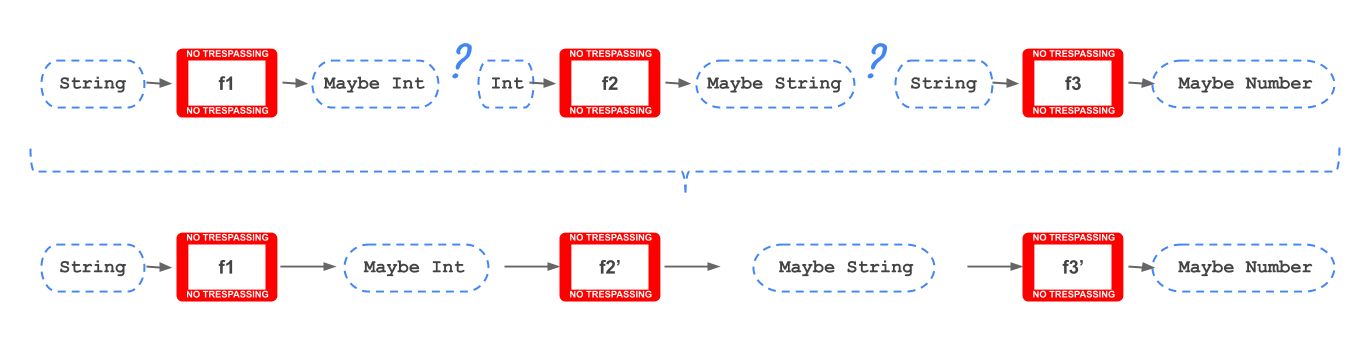 ?
?
NO TRESPASSING
NO TRESPASSING
NO TRESPASSING
String
f1
Maybe Int
Int
f2
Maybe String
String
f3
Maybe Number
NO TRESPASSING
NO TRESPASSING
NO TRESPASSING
NO TRESPASSING
NO TRESPASSING
NO TRESPASSING
String
f1
Maybe Int
f2’
Maybe String
f3’
Maybe Number
NO TRESPASSING
NO TRESPASSING
NO TRESPASSING